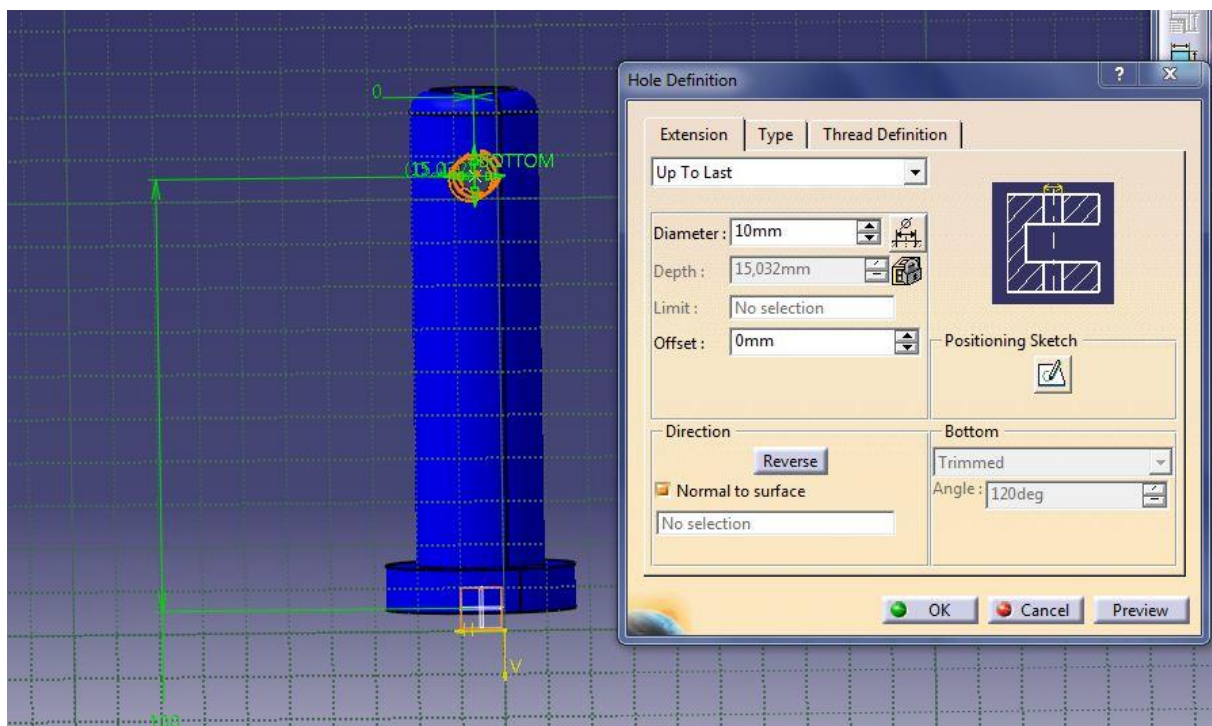 Hole Definition
?
X
Extension
Type
Thread Definition
Up To Last
Diameter :
10mm
Depth :
15,032mm
Limit :
No selection
Offset :
0mm
Positioning Sketch
Direction
Reverse
Normal to surface
No selection
Bottom
Trimmed
Angle :
120deg
OK
Cancel
Preview
0
BOTTOM
H
V
100